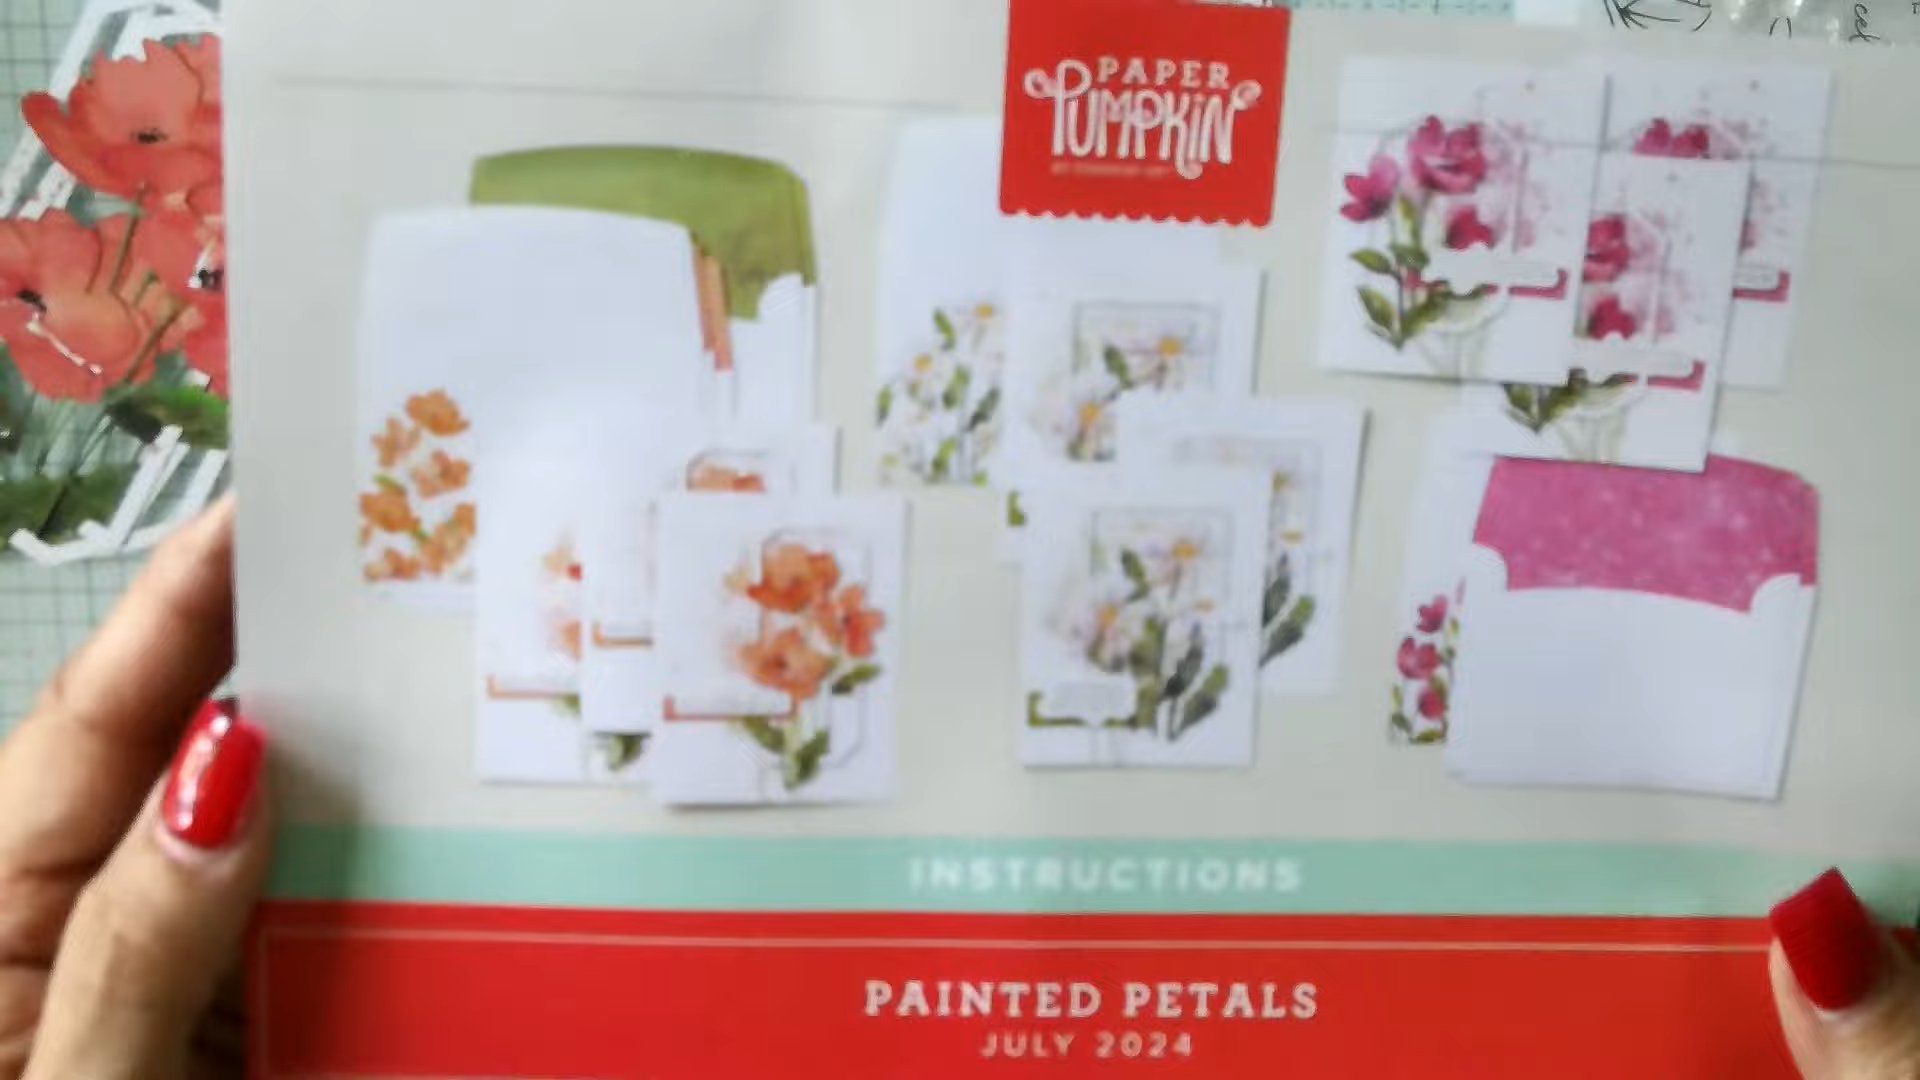 PAPER
PUMPKIN
INSTRUCTIONS
PAINTED PETALS
JULY 2024